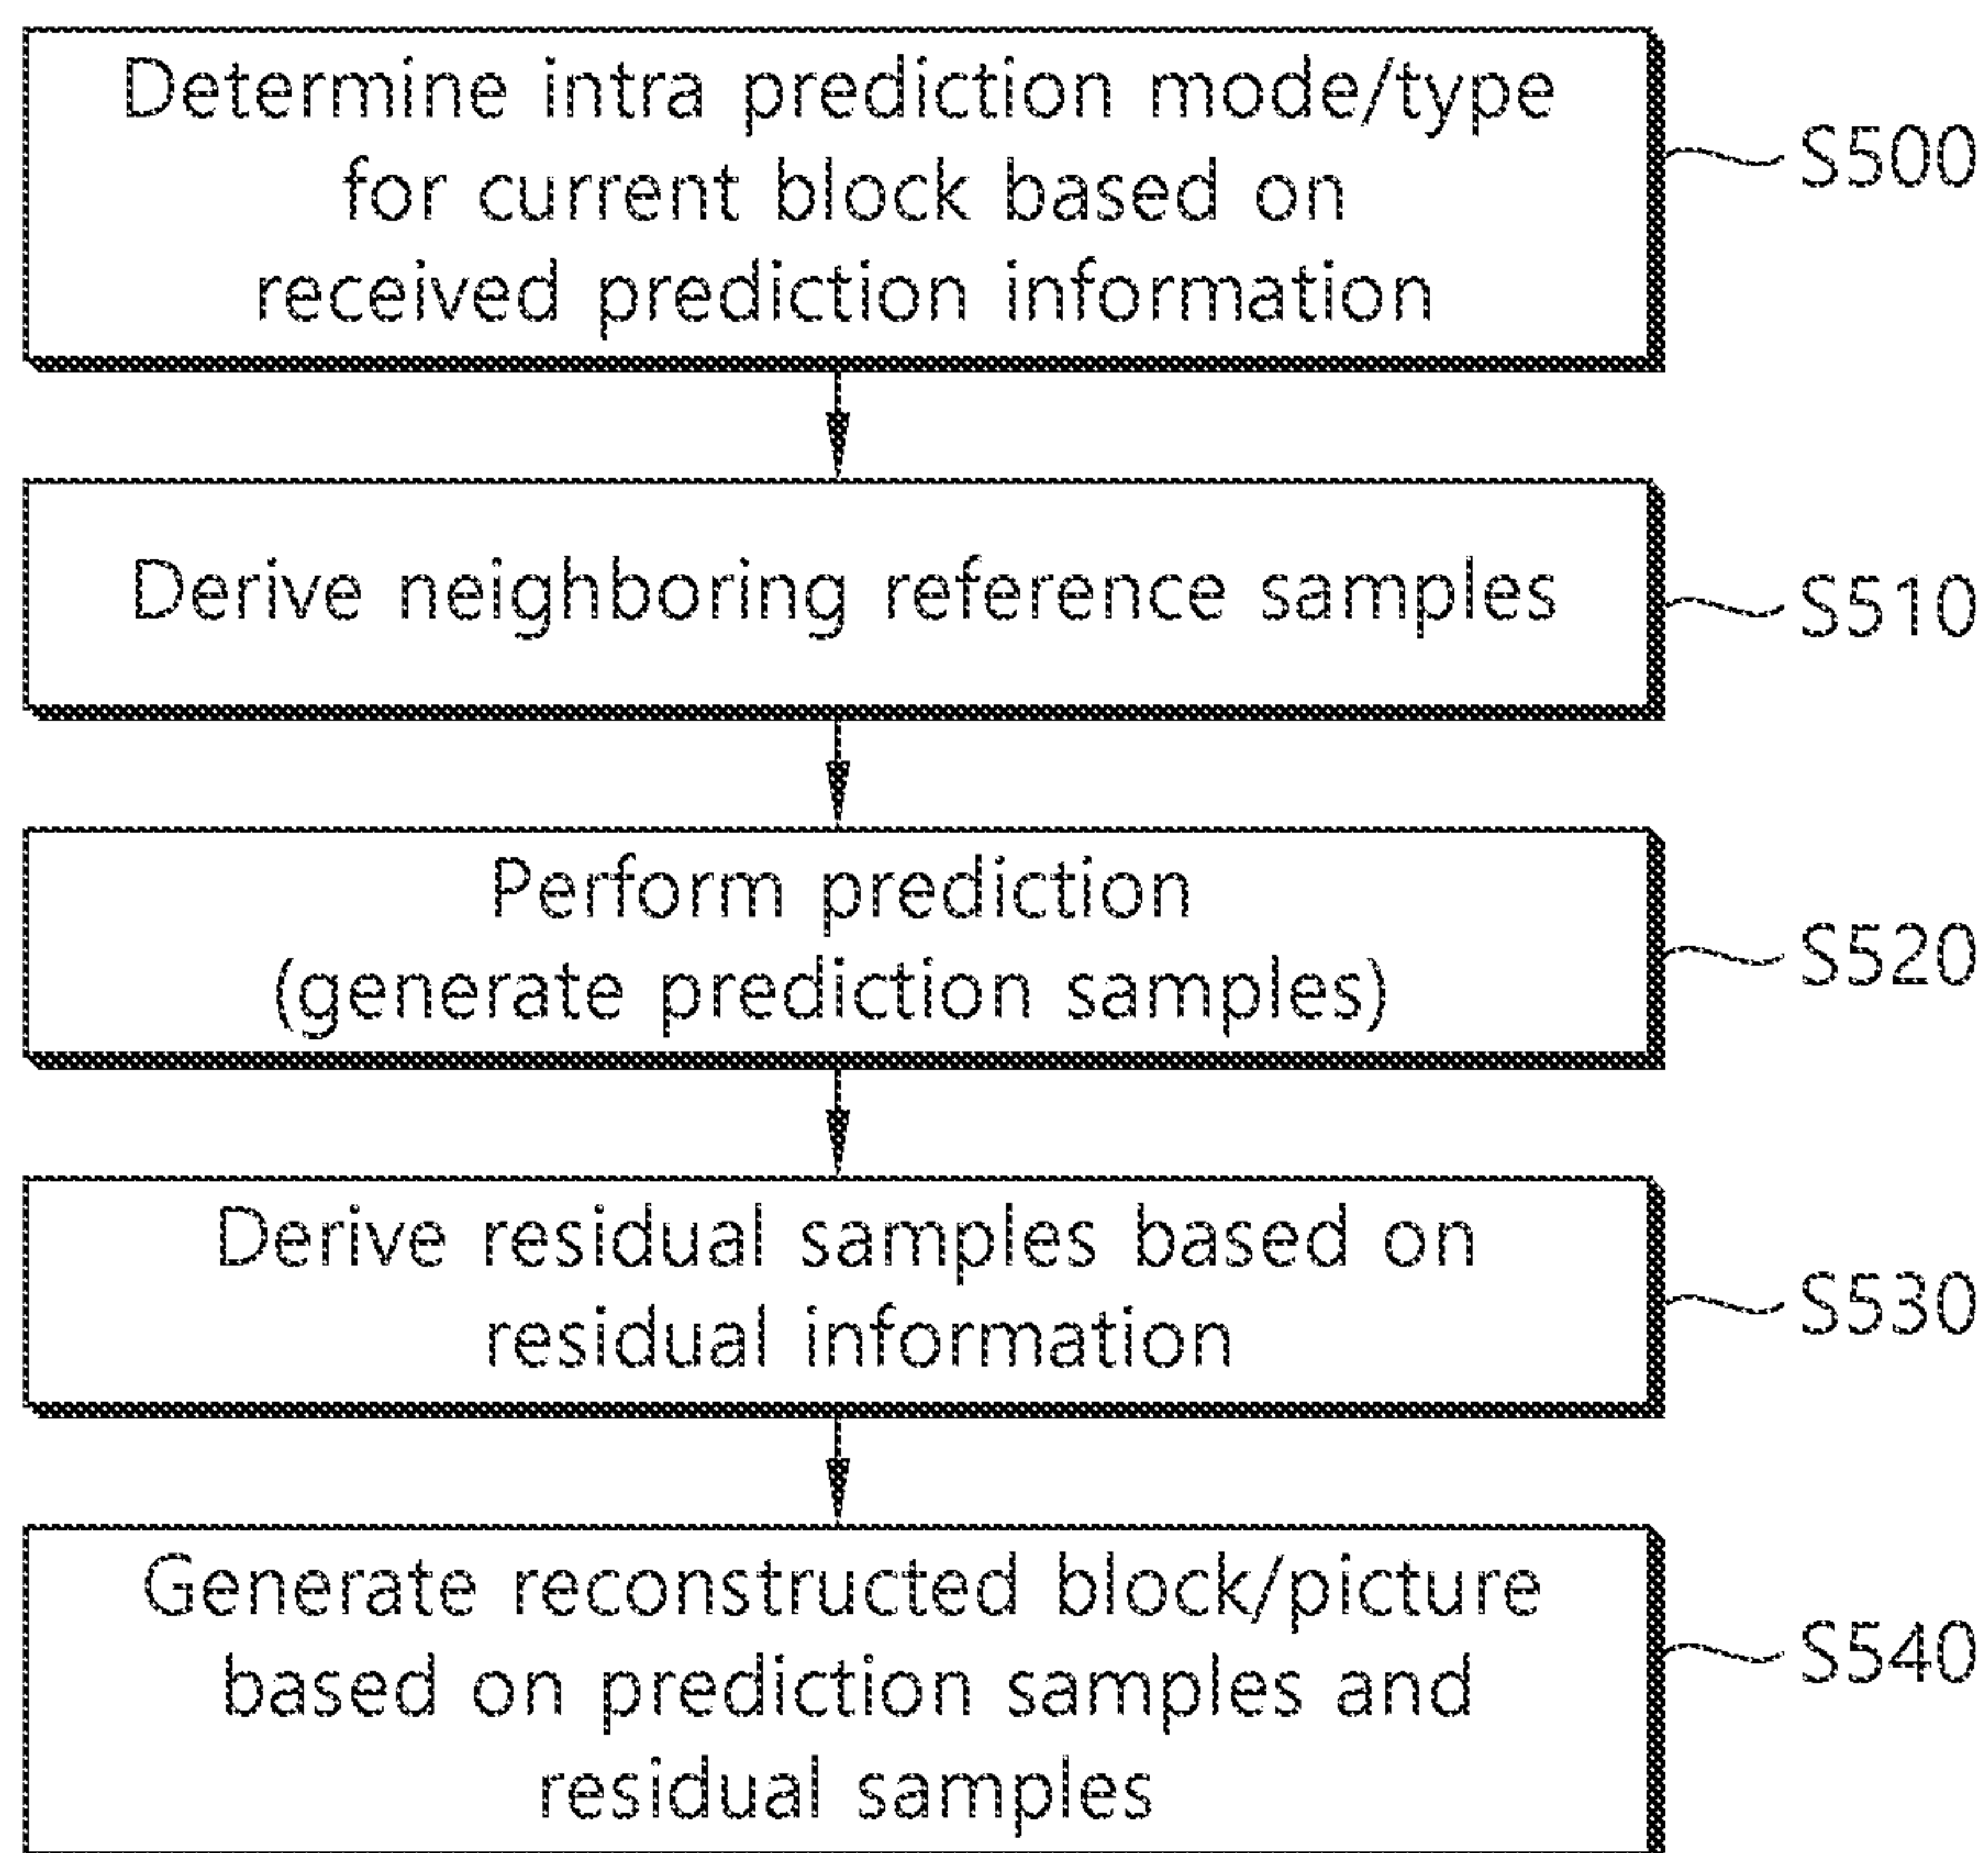 Determine intra prediction mode/type
for current block based on
received prediction information
S500
Derive neighboring reference samples
S510
Perform prediction
(generate prediction samples)
S520
Derive residual samples based on
residual information
S530
Generate reconstructed block/picture
based on prediction samples and
residual samples
S540